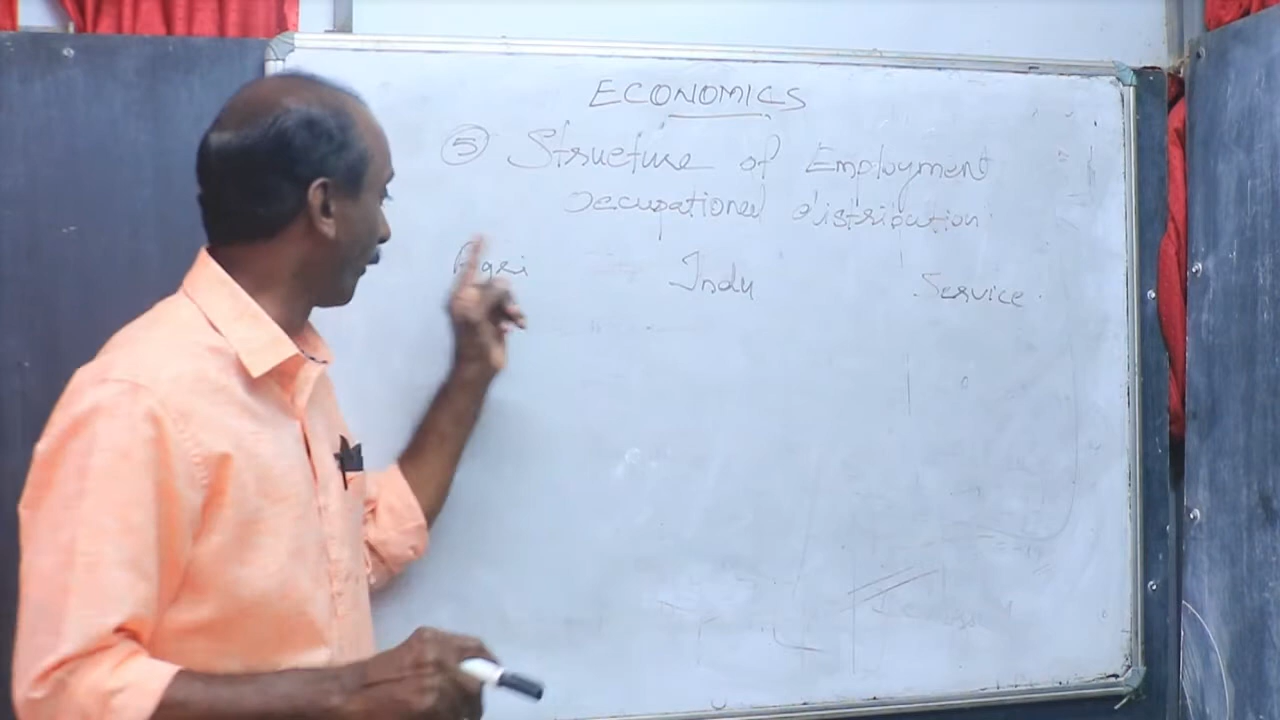 ECONOMICS
⑤ Structure of Employment
occupational distribution
Agri Indu Service